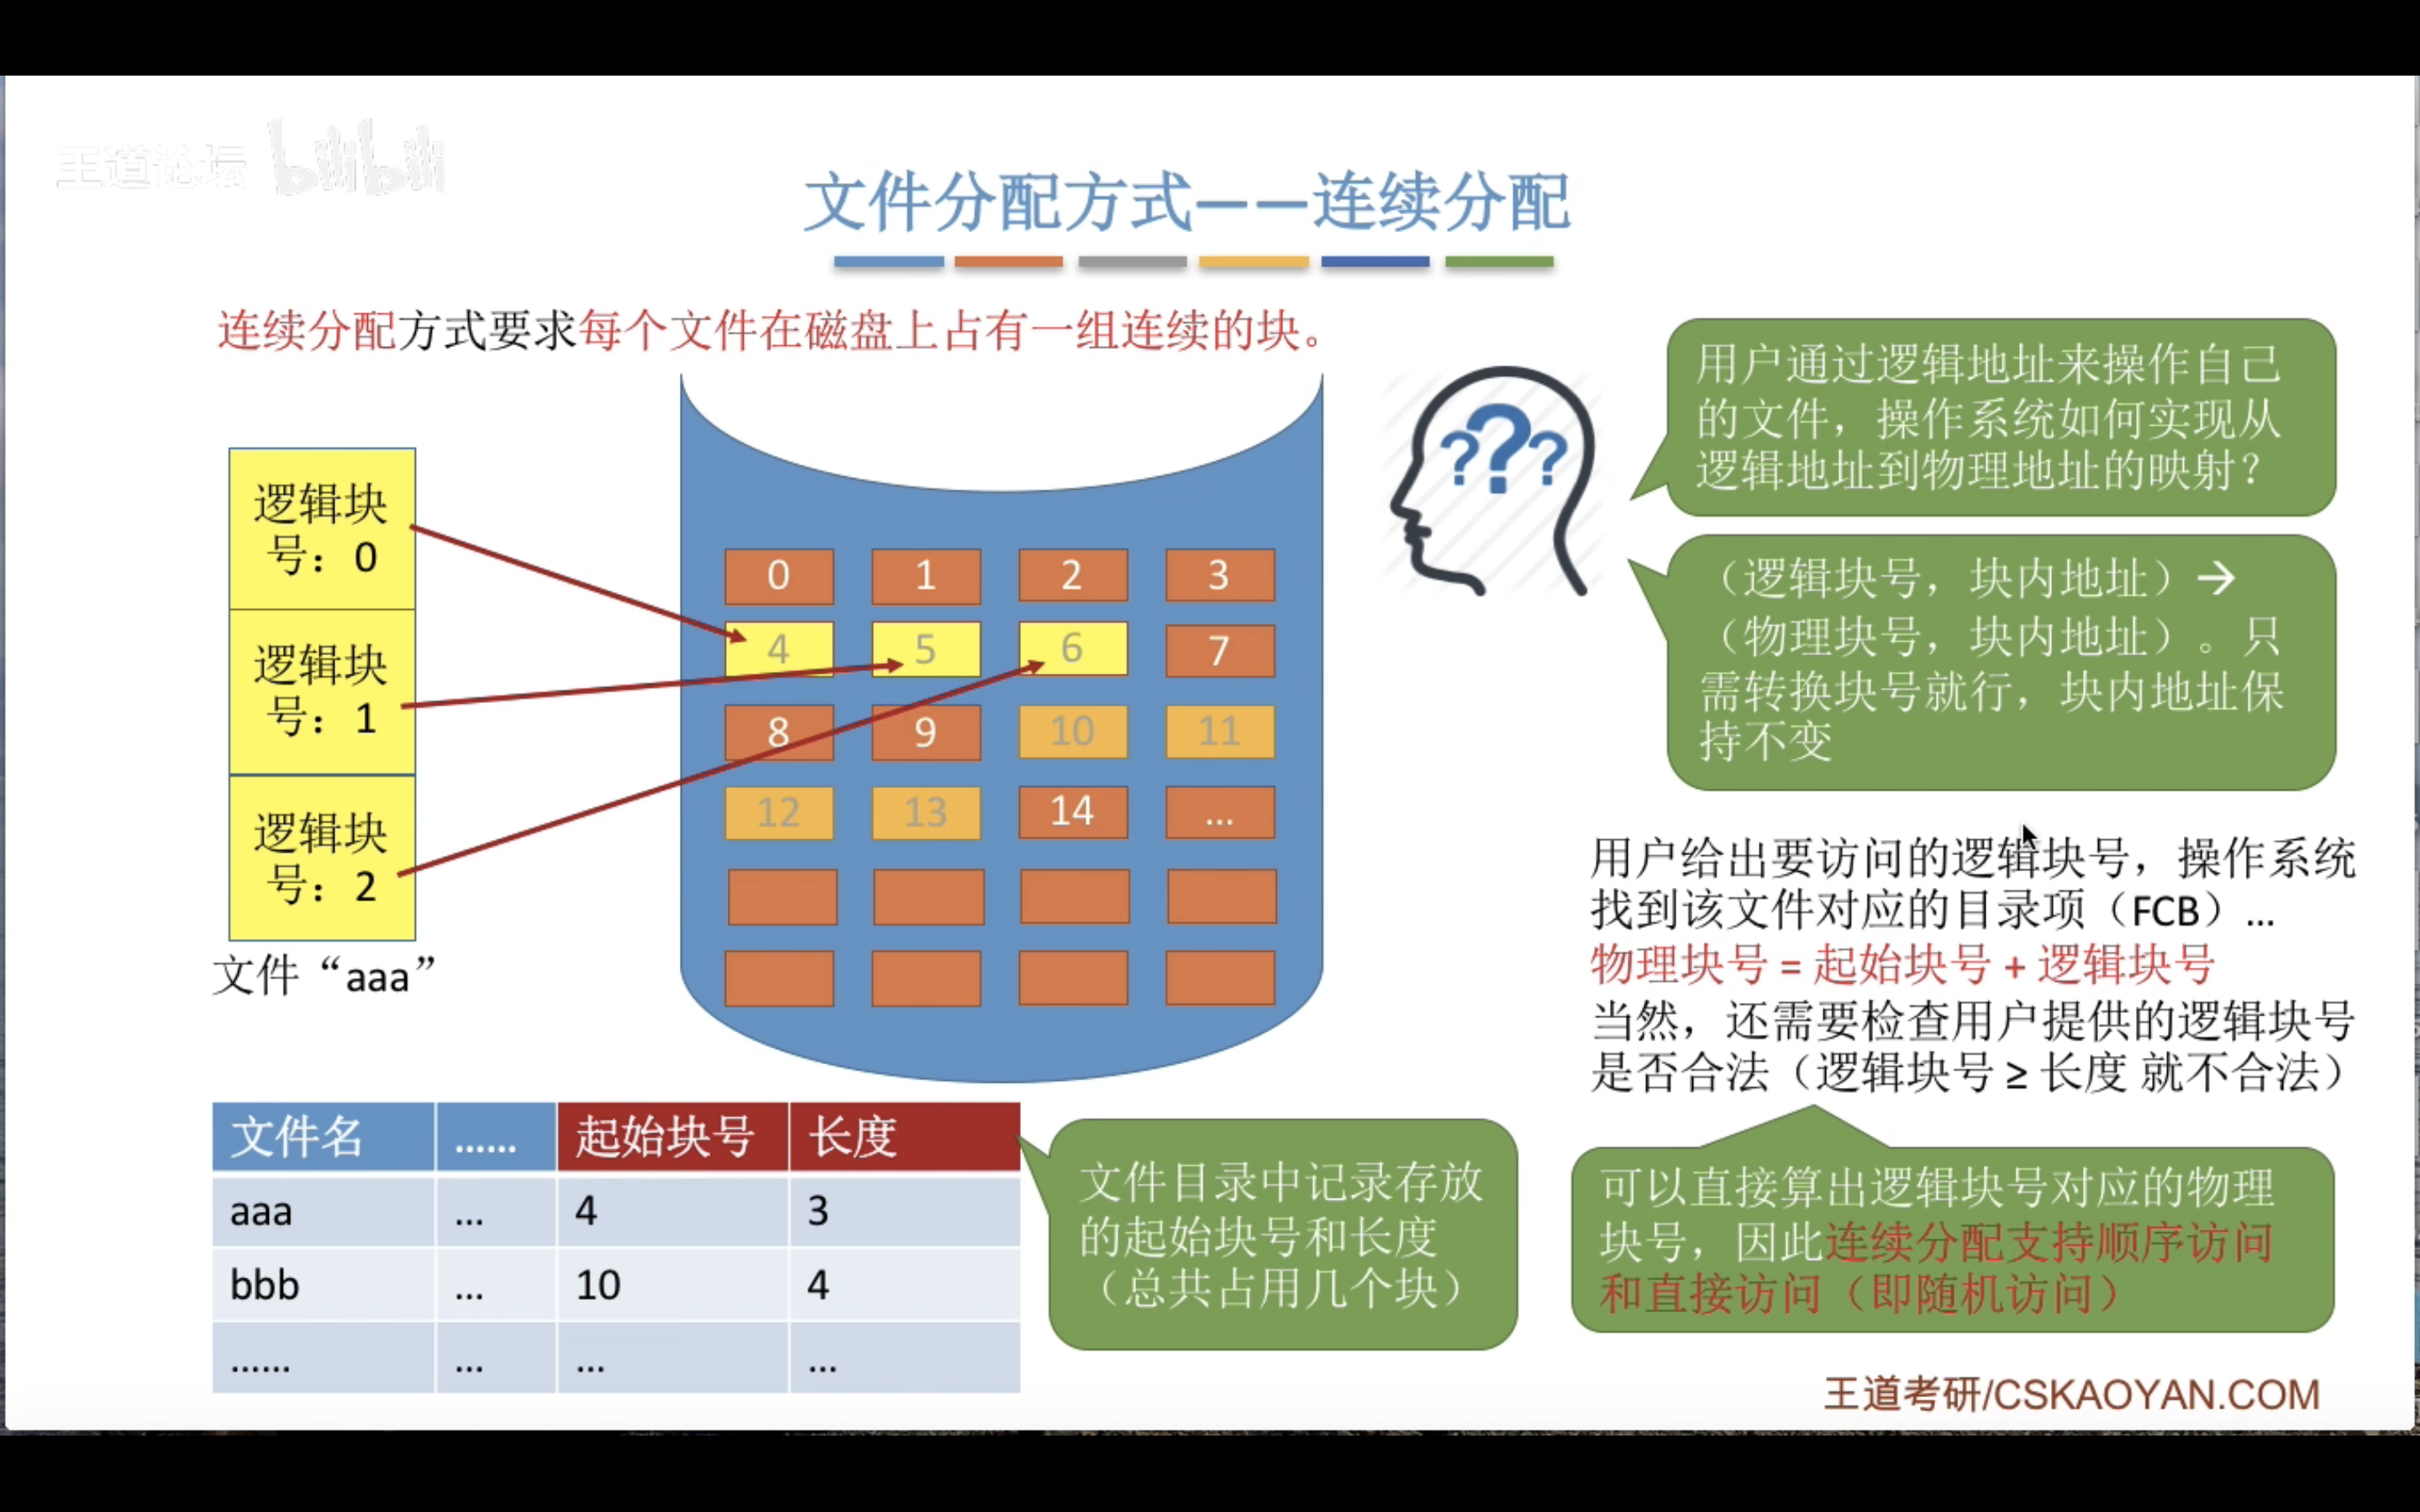 王道论坛 bilibili
文件分配方式——连续分配
连续分配方式要求每个文件在磁盘上占有一组连续的块。
逻辑块
号：0
逻辑块
号：1
逻辑块
号：2
文件“aaa”
0 1 2 3
4 5 6 7
8 9 10 11
12 13 14 ...
???
用户通过逻辑地址来操作自己
的文件，操作系统如何实现从
逻辑地址到物理地址的映射？
（逻辑块号，块内地址）→
（物理块号，块内地址）。只
需转换块号就行，块内地址保
持不变
用户给出要访问的逻辑块号，操作系统
找到该文件对应的目录项（FCB）...
物理块号 = 起始块号 + 逻辑块号
当然，还需要检查用户提供的逻辑块号
是否合法（逻辑块号 ≥ 长度 就不合法）
可以直接算出逻辑块号对应的物理
块号，因此连续分配支持顺序访问
和直接访问（即随机访问）
文件名 ...... 起始块号 长度
aaa ... 4 3
bbb ... 10 4
...... ... ... ...
文件目录中记录存放
的起始块号和长度
（总共占用几个块）
王道考研/CSKAOYAN.COM